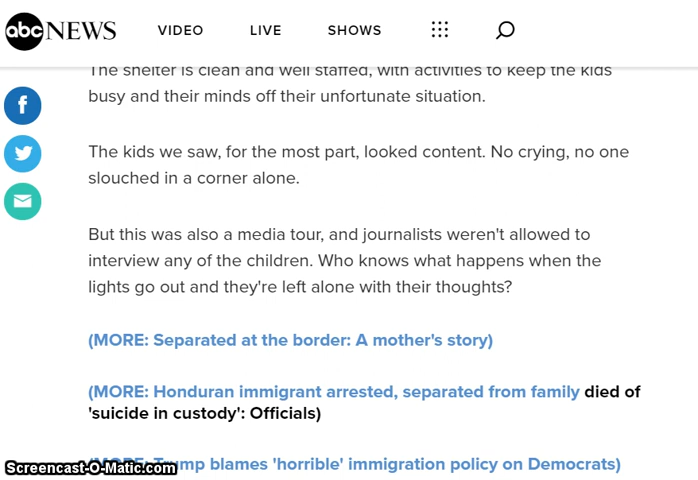 abc NEWS VIDEO LIVE SHOWS
The shelter is clean and well staffed, with activities to keep the kids
busy and their minds off their unfortunate situation.
The kids we saw, for the most part, looked content. No crying, no one
slouched in a corner alone.
But this was also a media tour, and journalists weren't allowed to
interview any of the children. Who knows what happens when the
lights go out and they're left alone with their thoughts?
(MORE: Separated at the border: A mother's story)
(MORE: Honduran immigrant arrested, separated from family died of
'suicide in custody': Officials)
(MORE: Trump blames 'horrible' immigration policy on Democrats)
Screencast-O-Matic.com